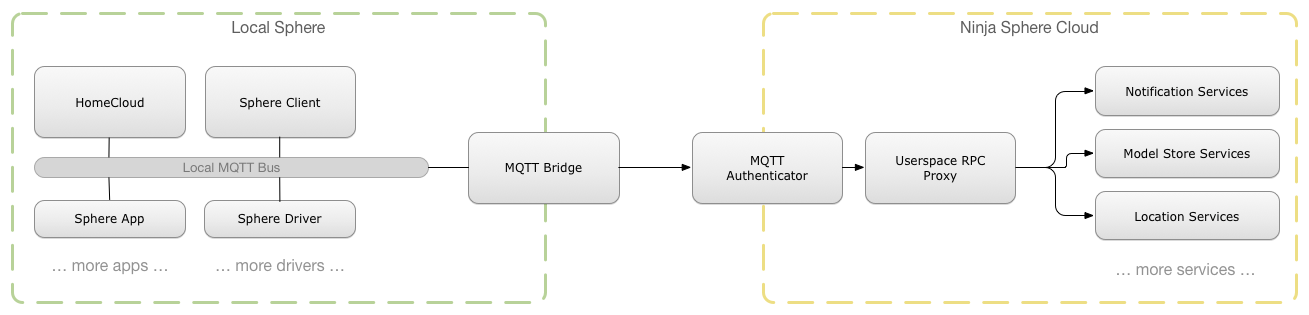 Local Sphere
HomeCloud
Sphere Client
Local MQTT Bus
Sphere App
Sphere Driver
… more apps …
… more drivers …
MQTT Bridge
Ninja Sphere Cloud
MQTT
Authenticator
Userspace RPC
Proxy
Notification Services
Model Store Services
Location Services
… more services …